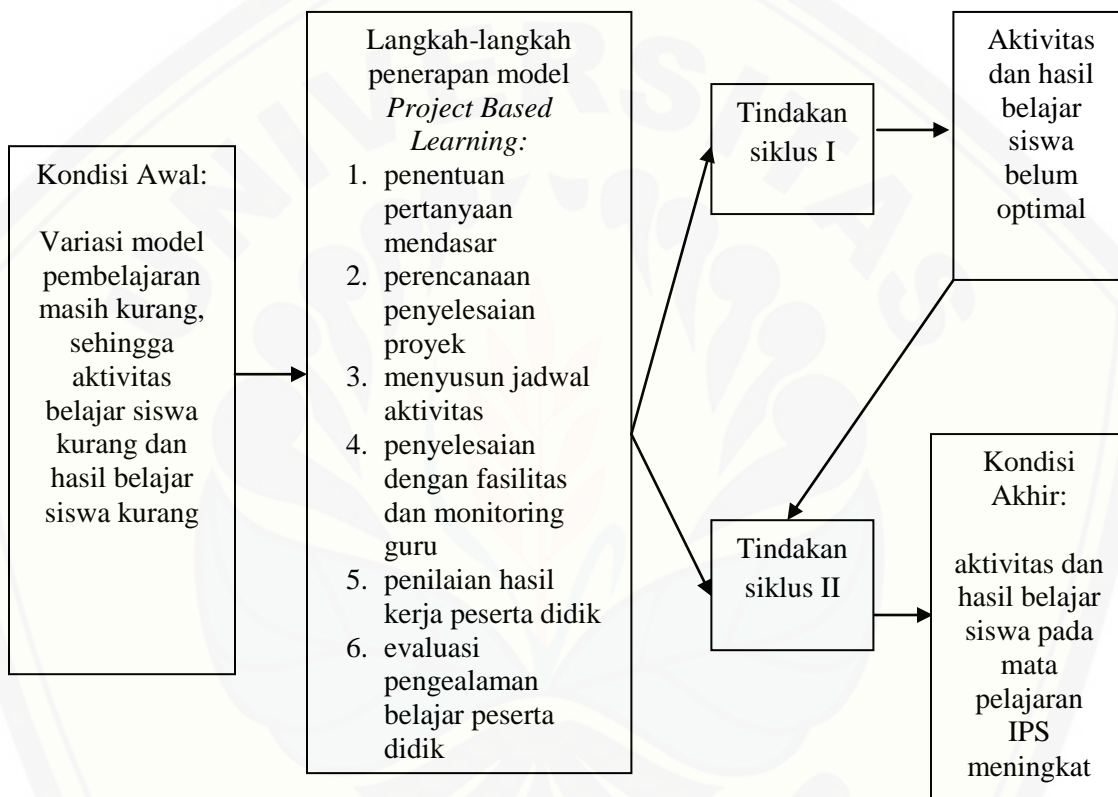 Kondisi Awal:
Variasi model
pembelajaran
masih kurang,
sehingga
aktivitas
belajar siswa
kurang dan
hasil belajar
siswa kurang
Langkah-langkah
penerapan model
Project Based
Learning:
1. penentuan
pertanyaan
mendasar
2. perencanaan
penyelesaian
proyek
3. menyusun jadwal
aktivitas
4. penyelesaian
dengan fasilitas
dan monitoring
guru
5. penilaian hasil
kerja peserta didik
6. evaluasi
pengealaman
belajar peserta
didik
Tindakan
siklus I
Aktivitas
dan hasil
belajar
siswa
belum
optimal
Tindakan
siklus II
Kondisi
Akhir:
aktivitas dan
hasil belajar
siswa pada
mata
pelajaran
IPS
meningkat
UNIVERSITAS